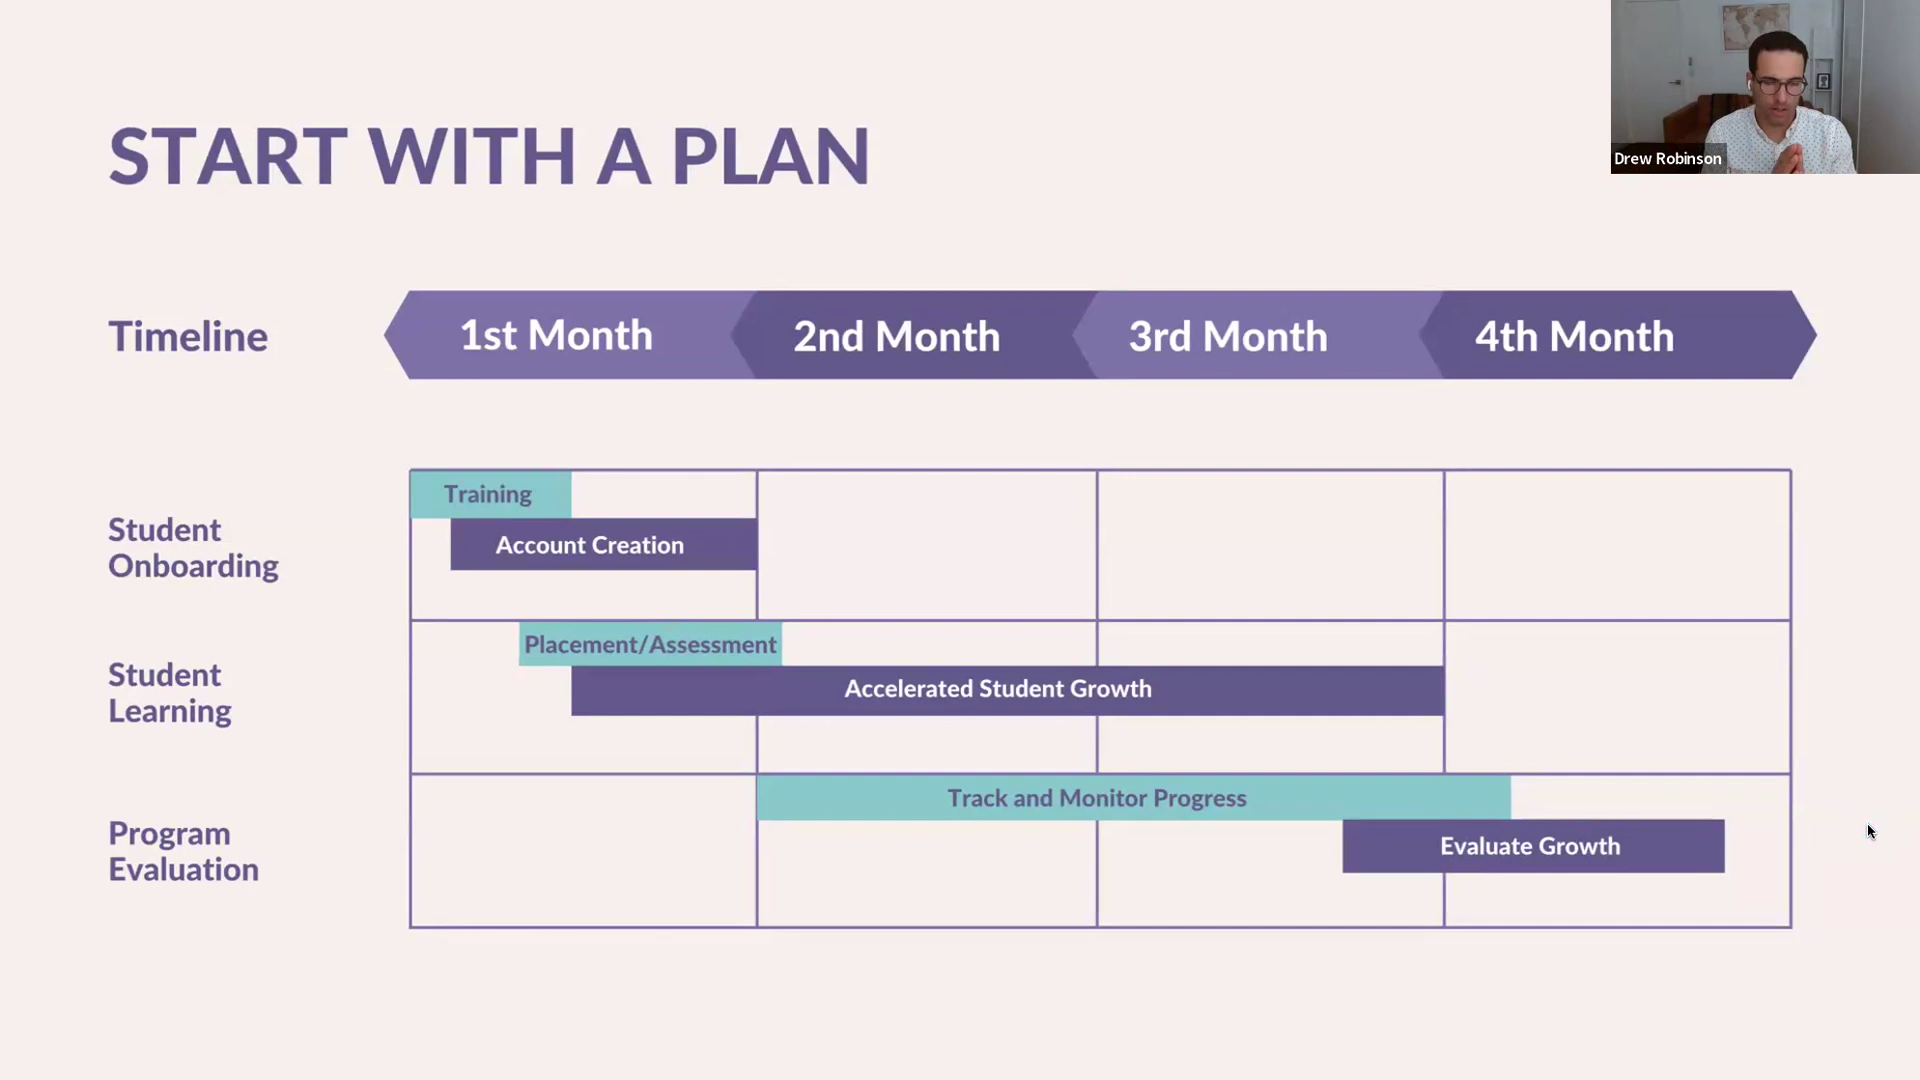 START WITH A PLAN
Drew Robinson
Timeline
1st Month
2nd Month
3rd Month
4th Month
Training
Account Creation
Student
Onboarding
Placement/Assessment
Accelerated Student Growth
Student
Learning
Track and Monitor Progress
Evaluate Growth
Program
Evaluation